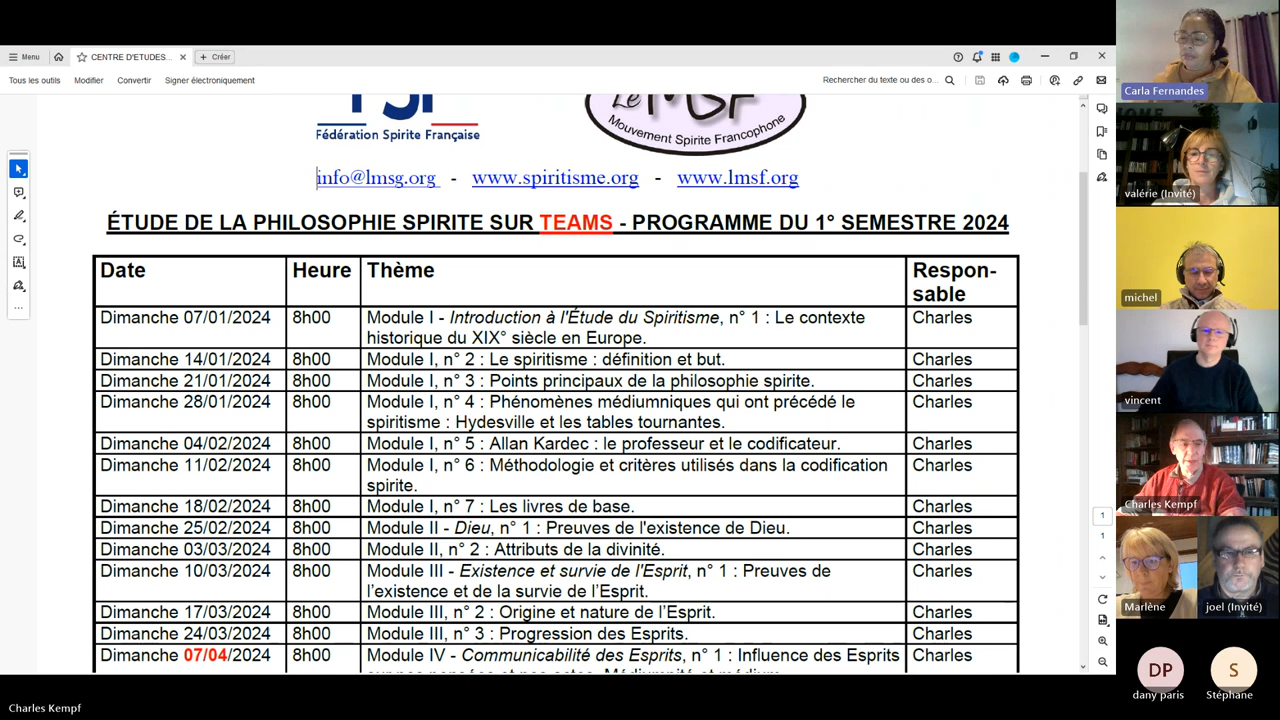 Menu
CENTRE D'ETUDES...
Créer
Tous les outils
Modifier
Convertir
Signer électroniquement
Rechercher du texte ou des o...
Fédération Spirite Française
Le MSF
Mouvement Spirite Francophone
info@lmsg.org - www.spiritisme.org - www.lmsf.org
ÉTUDE DE LA PHILOSOPHIE SPIRITE SUR TEAMS - PROGRAMME DU 1° SEMESTRE 2024
Date Heure Thème Respon-
sable
Dimanche 07/01/2024 8h00 Module I - Introduction à l'Étude du Spiritisme, n° 1 : Le contexte Charles
historique du XIX° siècle en Europe.
Dimanche 14/01/2024 8h00 Module I, n° 2 : Le spiritisme : définition et but. Charles
Dimanche 21/01/2024 8h00 Module I, n° 3 : Points principaux de la philosophie spirite. Charles
Dimanche 28/01/2024 8h00 Module I, n° 4 : Phénomènes médiumniques qui ont précédé le Charles
spiritisme : Hydesville et les tables tournantes.
Dimanche 04/02/2024 8h00 Module I, n° 5 : Allan Kardec : le professeur et le codificateur. Charles
Dimanche 11/02/2024 8h00 Module I, n° 6 : Méthodologie et critères utilisés dans la codification Charles
spirite.
Dimanche 18/02/2024 8h00 Module I, n° 7 : Les livres de base. Charles
Dimanche 25/02/2024 8h00 Module II - Dieu, n° 1 : Preuves de l'existence de Dieu. Charles
Dimanche 03/03/2024 8h00 Module II, n° 2 : Attributs de la divinité. Charles
Dimanche 10/03/2024 8h00 Module III - Existence et survie de l'Esprit, n° 1 : Preuves de Charles
l'existence et de la survie de l'Esprit.
Dimanche 17/03/2024 8h00 Module III, n° 2 : Origine et nature de l'Esprit. Charles
Dimanche 24/03/2024 8h00 Module III, n° 3 : Progression des Esprits. Charles
Dimanche 07/04/2024 8h00 Module IV - Communicabilité des Esprits, n° 1 : Influence des Esprits Charles
1
1
Carla Fernandes
valérie (Invité)
michel
vincent
Charles Kempf
Marlène
joel (Invité)
DP
dany paris
S
Stéphane
Charles Kempf